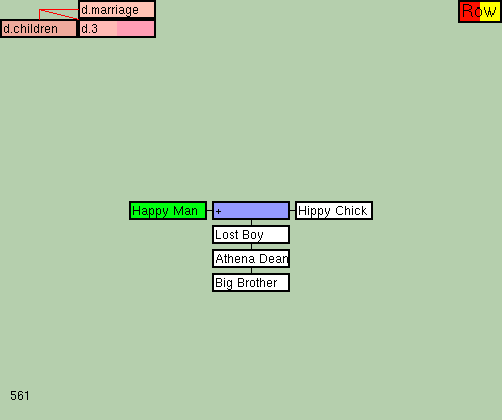 d.marriage
Row
d.children
d.3
Happy Man
+
Hippy Chick
Lost Boy
Athena Dean
Big Brother
561